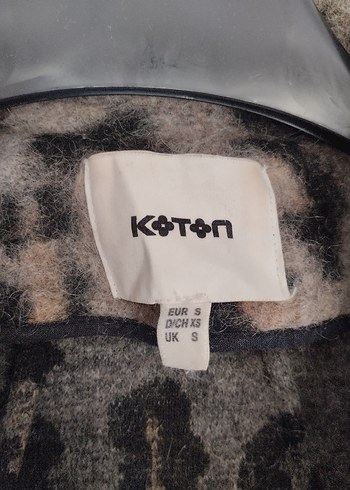 KOTON
EUR S
D/CH XS
UK S